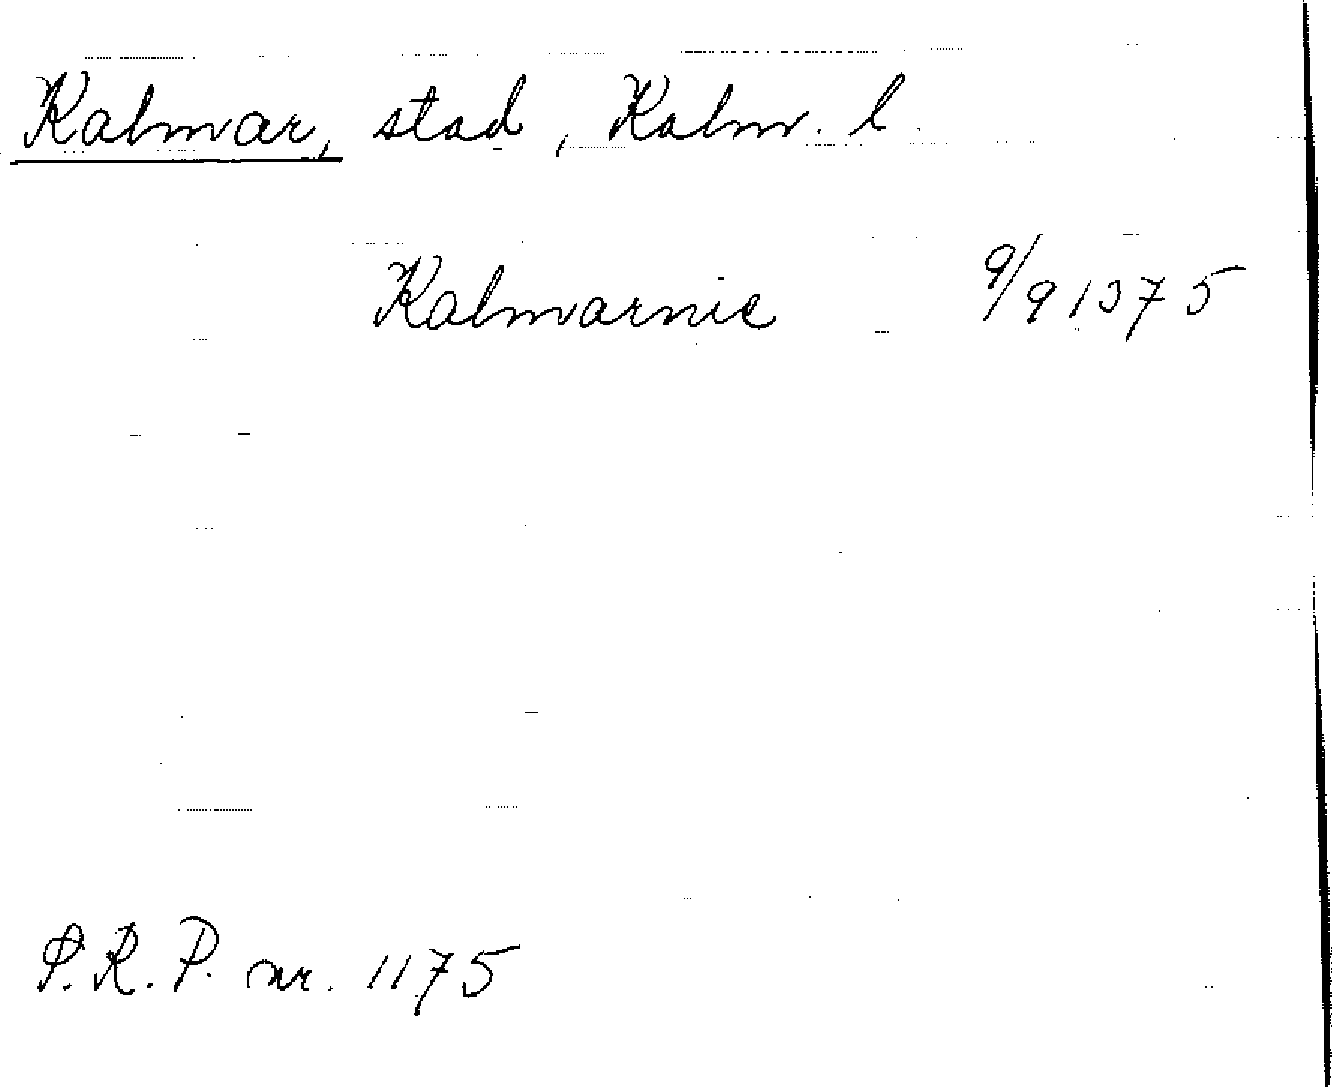 Kalmar, stad, Kalm. l.
Kalmarnie 9/9 1375
S.R.P. nr. 1175